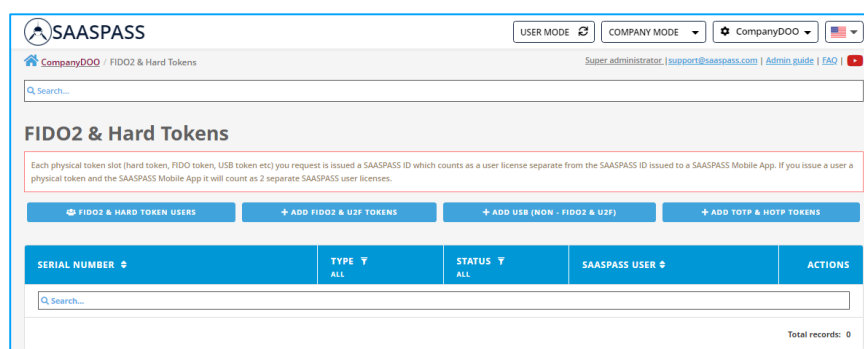 SAASPASS
USER MODE
COMPANY MODE
CompanyDOO
CompanyDOO / FIDO2 & Hard Tokens
Super administrator |support@saaspass.com | Admin guide | FAQ |
Search...
FIDO2 & Hard Tokens
Each physical token slot (hard token, FIDO token, USB token etc) you request is issued a SAASPASS ID which counts as a user license separate from the SAASPASS ID issued to a SAASPASS Mobile App. If you issue a user a
physical token and the SAASPASS Mobile App it will count as 2 separate SAASPASS user licenses.
FIDO2 & HARD TOKEN USERS
+ ADD FIDO2 & U2F TOKENS
+ ADD USB (NON - FIDO2 & U2F)
+ ADD TOTP & HOTP TOKENS
SERIAL NUMBER
TYPE
ALL
STATUS
ALL
SAASPASS USER
ACTIONS
Search...
Total records: 0